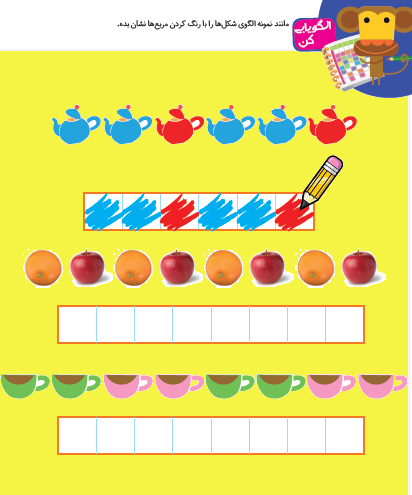 الگویابی
کن
مانند نمونه الگوی شکل‌ها را با رنگ کردن مربع‌ها نشان بده.